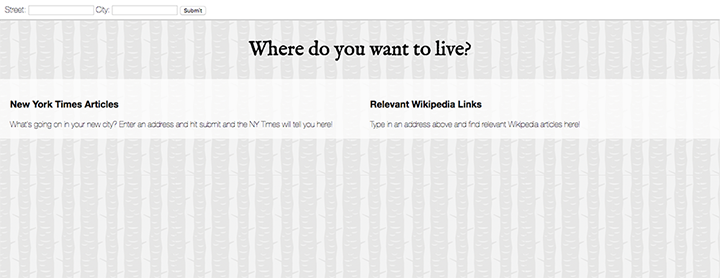 Street: City: Submit
Where do you want to live?
New York Times Articles
What's going on in your new city? Enter an address and hit submit and the NY Times will tell you here!
Relevant Wikipedia Links
Type in an address above and find relevant Wikipedia articles here!